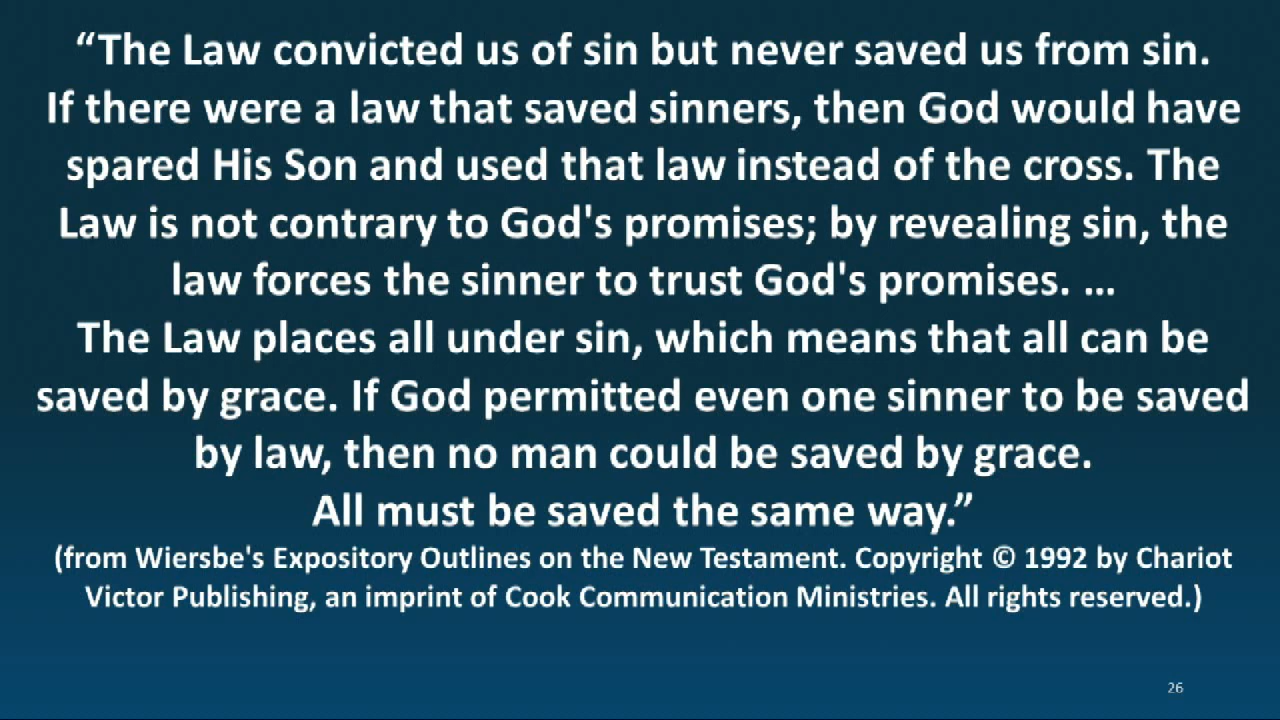 “The Law convicted us of sin but never saved us from sin.
If there were a law that saved sinners, then God would have
spared His Son and used that law instead of the cross. The
Law is not contrary to God's promises; by revealing sin, the
law forces the sinner to trust God's promises. ...
The Law places all under sin, which means that all can be
saved by grace. If God permitted even one sinner to be saved
by law, then no man could be saved by grace.
All must be saved the same way.”
(from Wiersbe's Expository Outlines on the New Testament. Copyright © 1992 by Chariot
Victor Publishing, an imprint of Cook Communication Ministries. All rights reserved.)
26